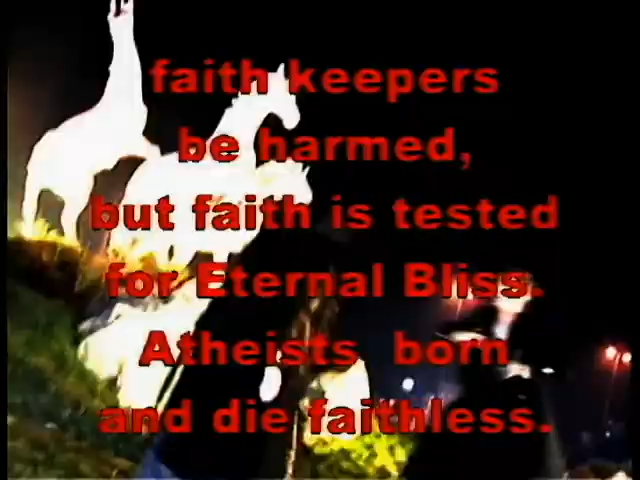 faith keepers
be harmed,
but faith is tested
for Eternal Bliss.
Atheists born
and die faithless.